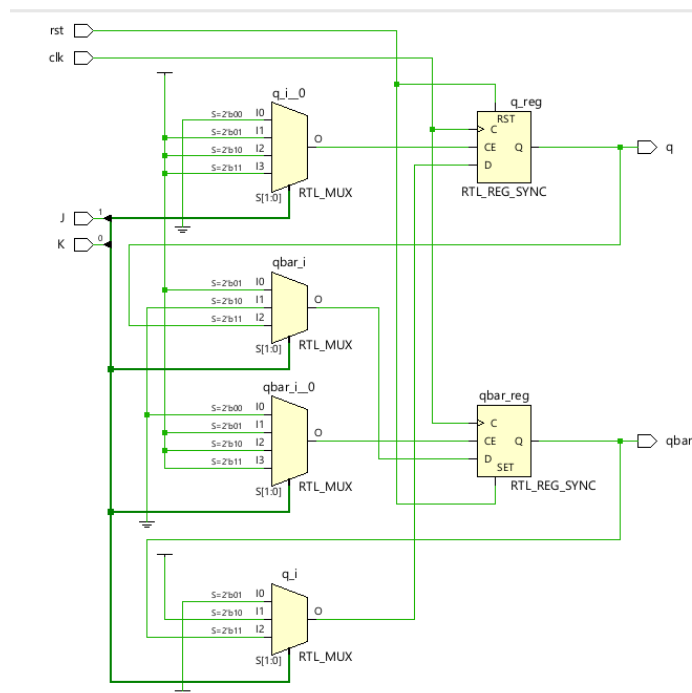 rst
clk
q_i__0
S=2'b00 I0
S=2'b01 I1
S=2'b10 I2
S=2'b11 I3
O
S[1:0]
RTL_MUX
q_reg
RST
C
CE Q
D
RTL_REG_SYNC
q
J 1
K 0
qbar_i
S=2'b01 I0
S=2'b10 I1
S=2'b11 I2
O
S[1:0]
RTL_MUX
qbar_i__0
S=2'b00 I0
S=2'b01 I1
S=2'b10 I2
S=2'b11 I3
O
S[1:0]
RTL_MUX
qbar_reg
C
CE Q
D
SET
RTL_REG_SYNC
qbar
q_i
S=2'b01 I0
S=2'b10 I1
S=2'b11 I2
O
S[1:0]
RTL_MUX